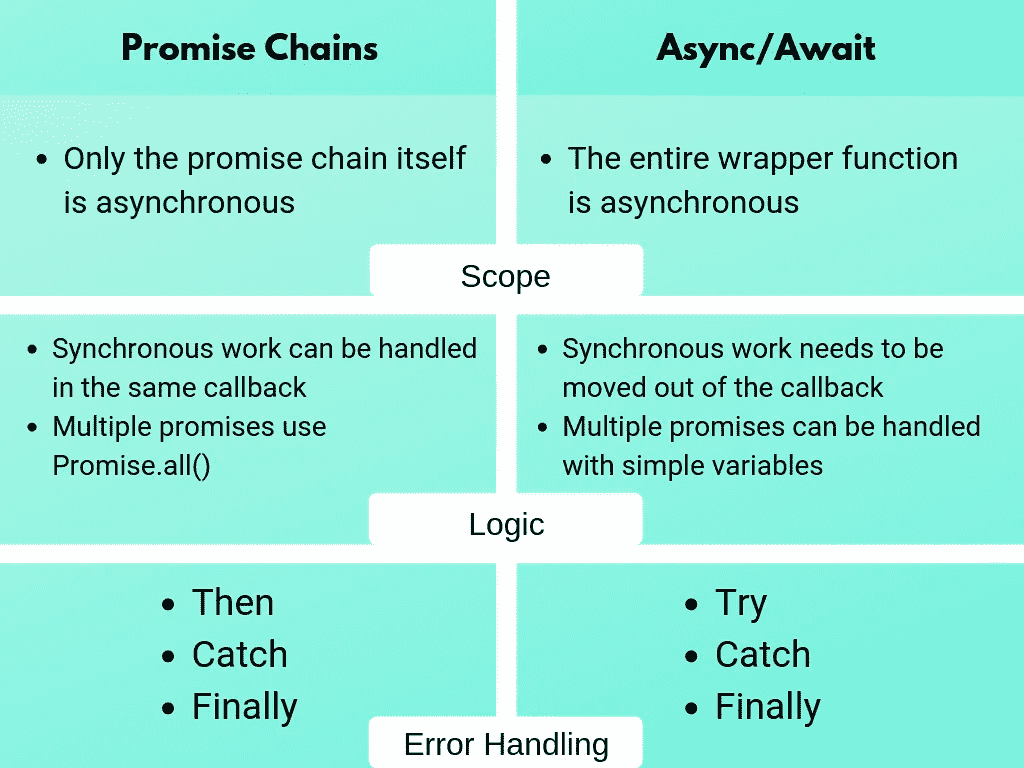 Promise Chains
Async/Await
• Only the promise chain itself
is asynchronous
• The entire wrapper function
is asynchronous
Scope
• Synchronous work can be handled
in the same callback
• Multiple promises use
Promise.all()
• Synchronous work needs to be
moved out of the callback
• Multiple promises can be handled
with simple variables
Logic
• Then
• Catch
• Finally
• Try
• Catch
• Finally
Error Handling